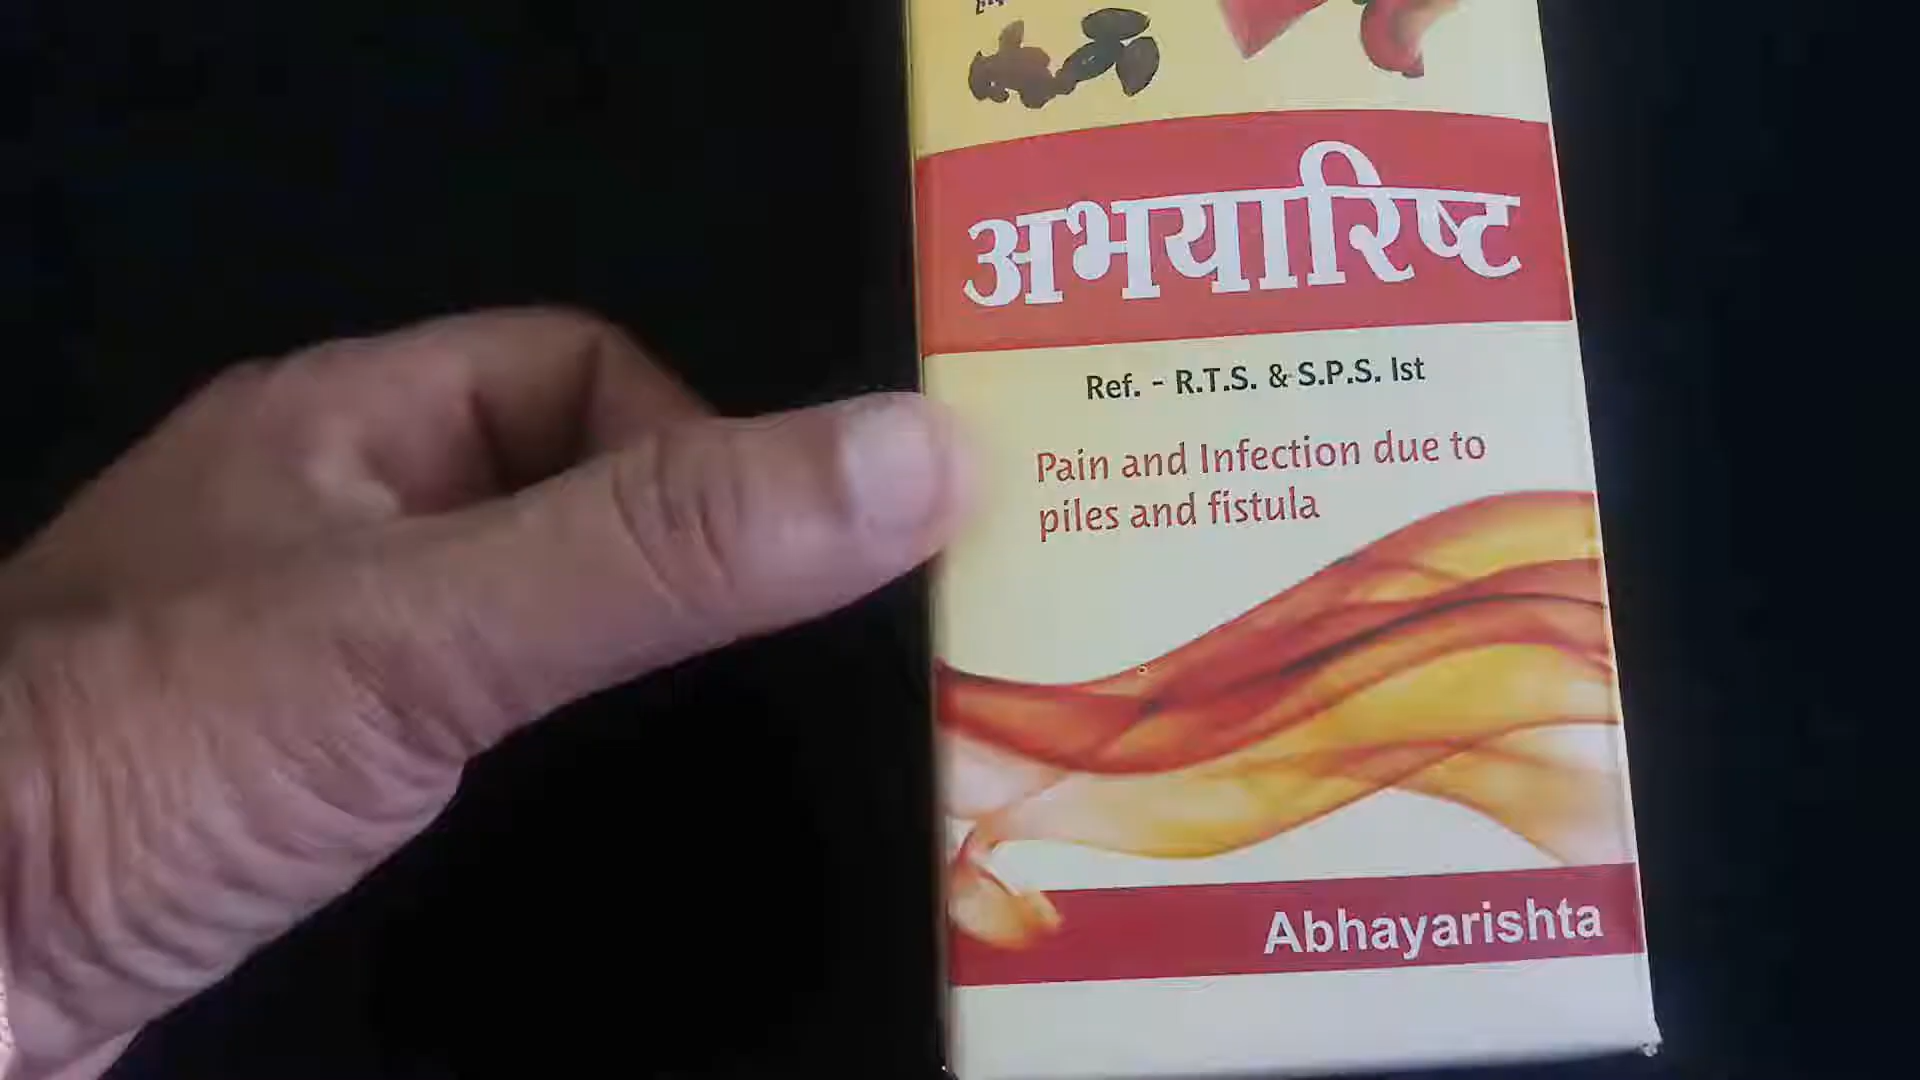 अभयारिष्ट
Ref. - R.T.S. & S.P.S. Ist
Pain and Infection due to
piles and fistula
Abhayarishta